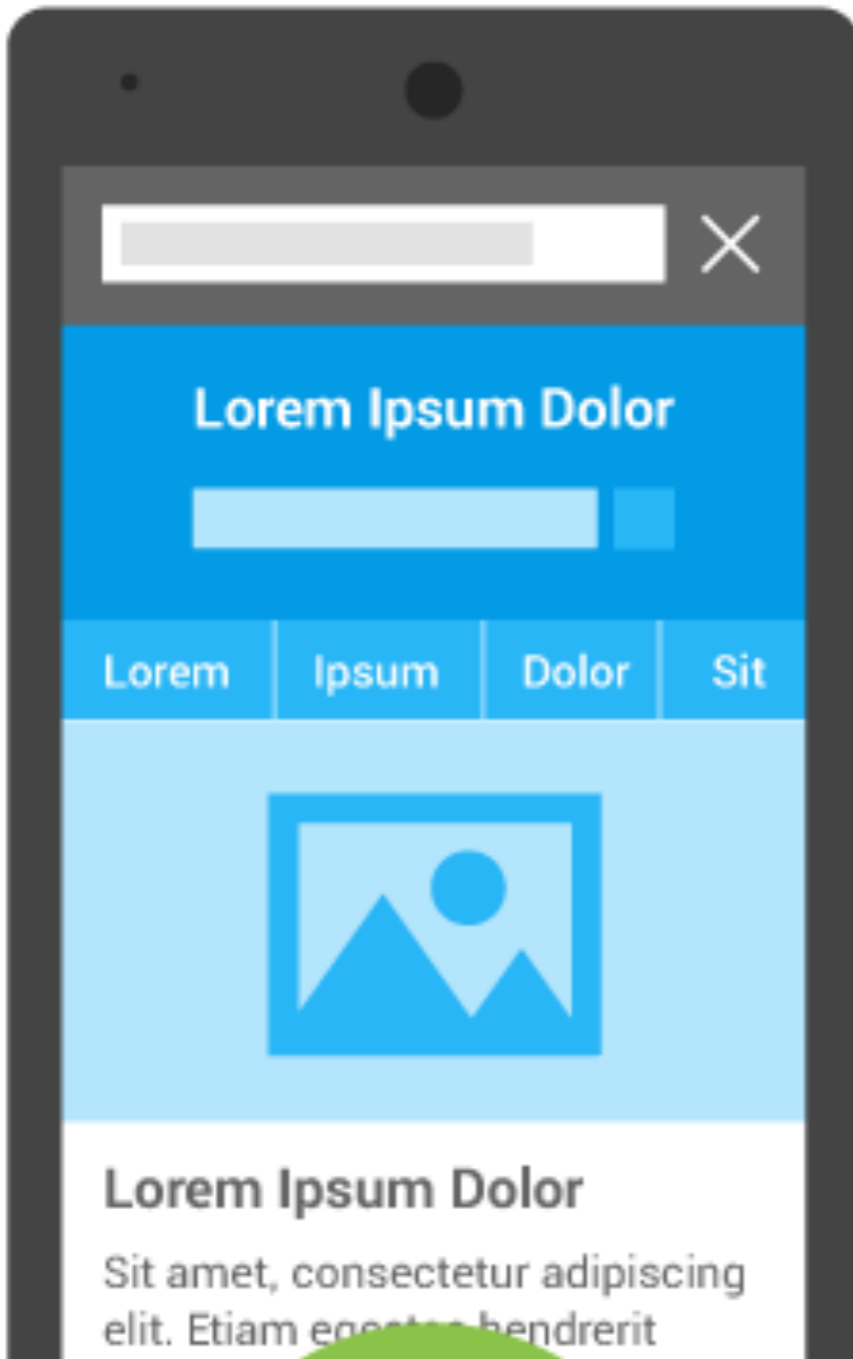 Lorem Ipsum Dolor
Lorem Ipsum Dolor Sit
Lorem Ipsum Dolor
Sit amet, consectetur adipiscing
elit. Etiam hendrerit